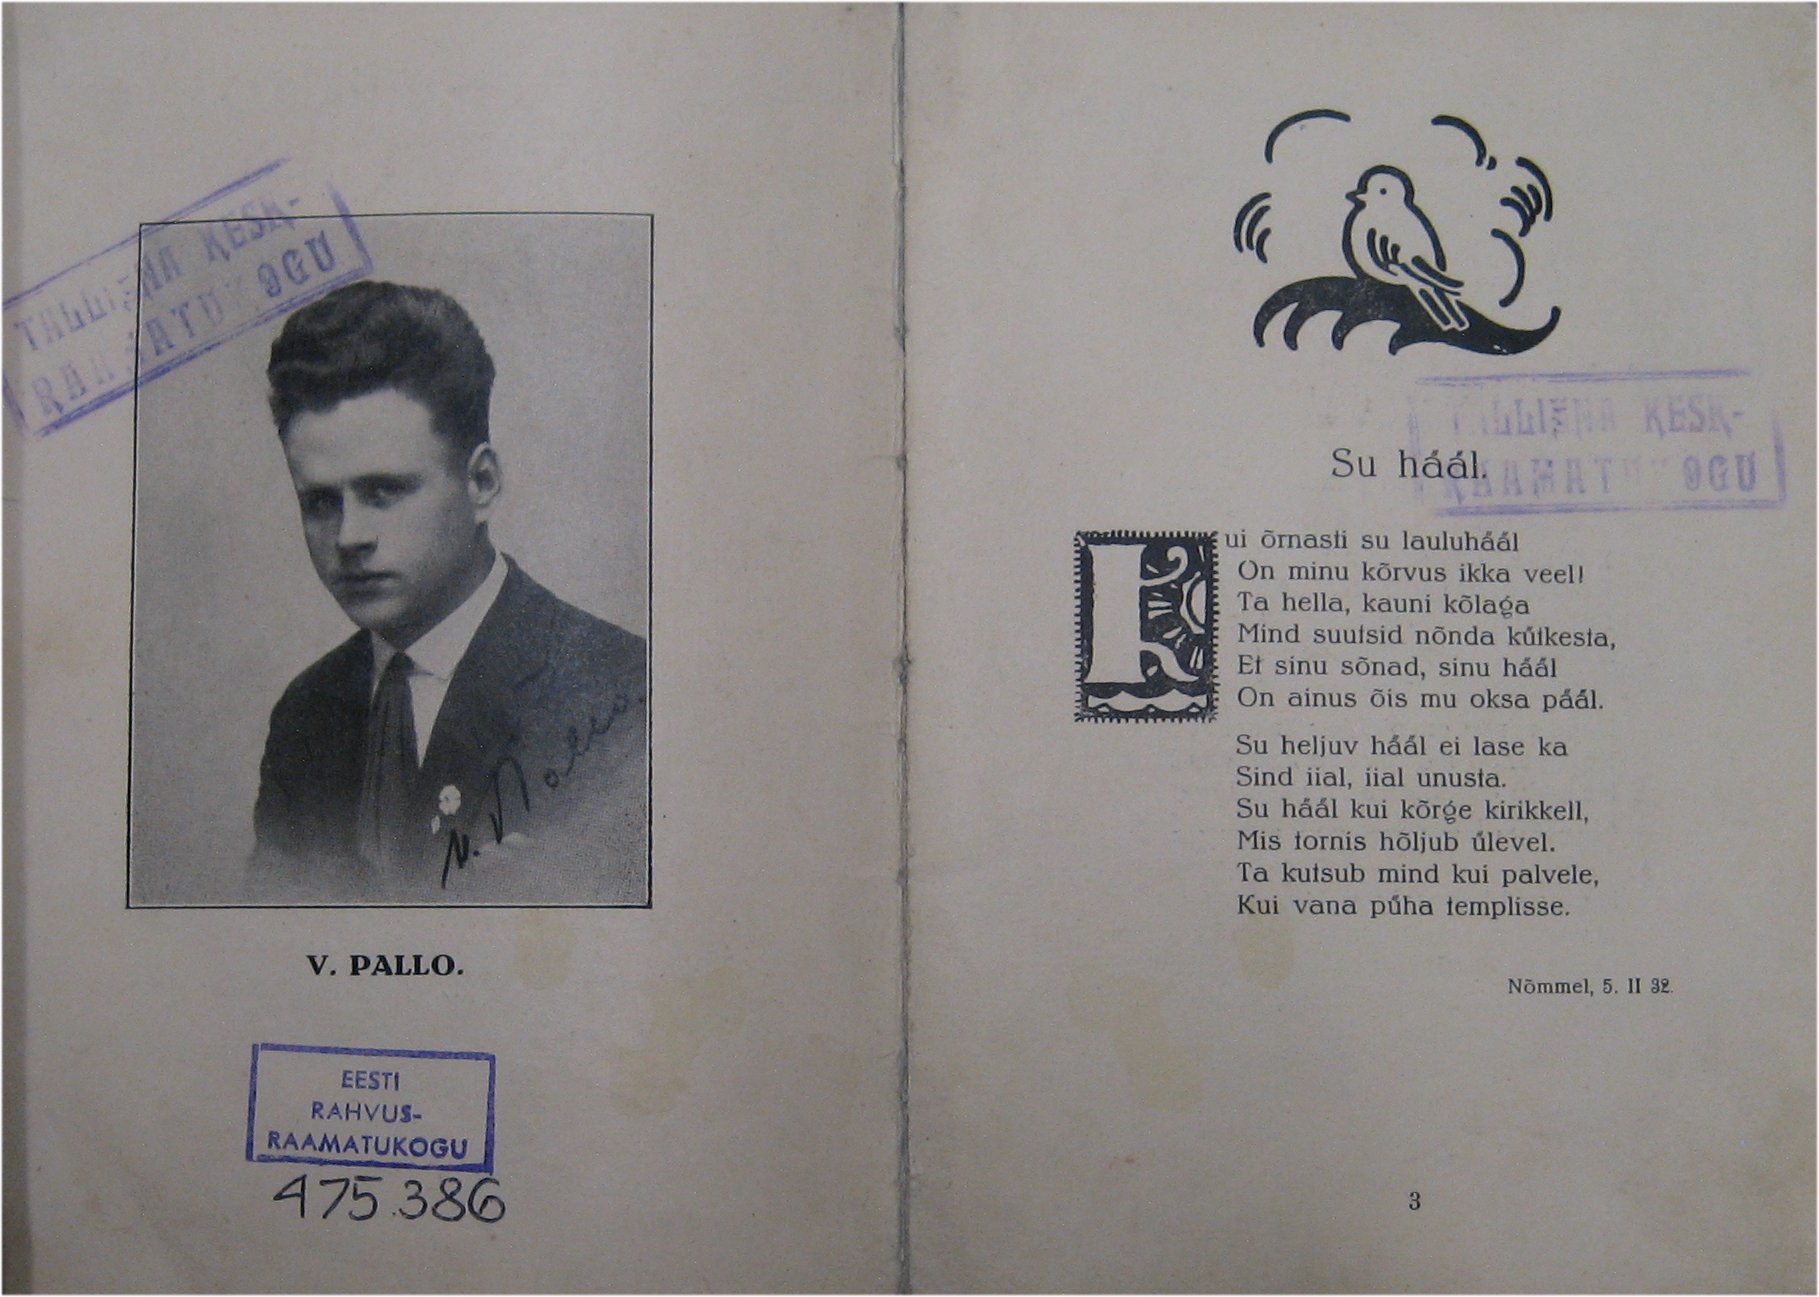 TALLINNA KESK-
RAAMATUKOGU
V. Pallo.
V. PALLO.
EESTI
RAHVUS-
RAAMATUKOGU
475.386
TALLINNA KESK-
RAAMATUKOGU
Su hääl.
Kui õrnasti su lauluhääl
On minu kõrvus ikka veel!
Ta hella, kauni kõlaga
Mind suutsid nõnda kütkesta,
Et sinu sõnad, sinu hääl
On ainus õis mu oksa pääl.
Su heljuv hääl ei lase ka
Sind iial, iial unusta.
Su hääl kui kõrge kirikkell,
Mis tornis hõljub ülevel.
Ta kutsub mind kui palvele,
Kui vana püha templisse.
Nõmmel, 5. II 32.
3